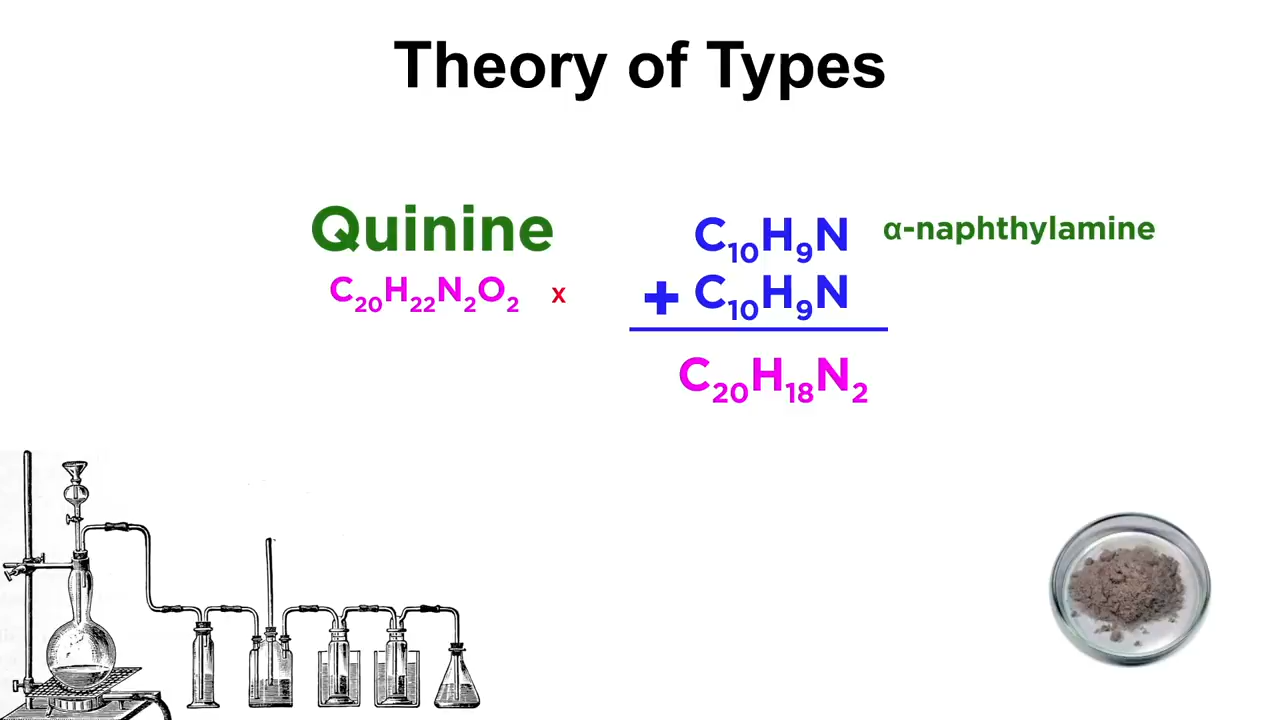 Theory of Types
Quinine
C₂₀H₂₂N₂O₂ x
C₁₀H₉N α-naphthylamine
+ C₁₀H₉N
C₂₀H₁₈N₂